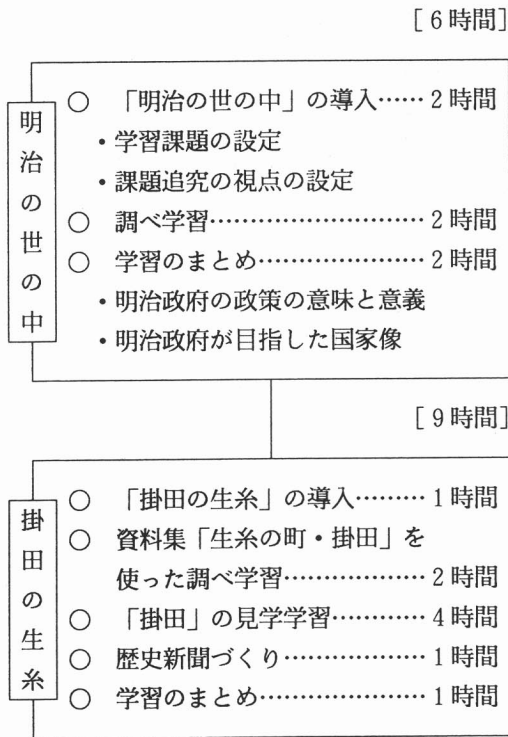 [6時間]
明治の世の中
○ 「明治の世の中」の導入……2時間
・学習課題の設定
・課題追究の視点の設定
○ 調べ学習………………………2時間
○ 学習のまとめ…………………2時間
・明治政府の政策の意味と意義
・明治政府が目指した国家像
[9時間]
掛田の生糸
○ 「掛田の生糸」の導入………1時間
○ 資料集「生糸の町・掛田」を
使った調べ学習………………2時間
○ 「掛田」の見学学習…………4時間
○ 歴史新聞づくり………………1時間
○ 学習のまとめ…………………1時間